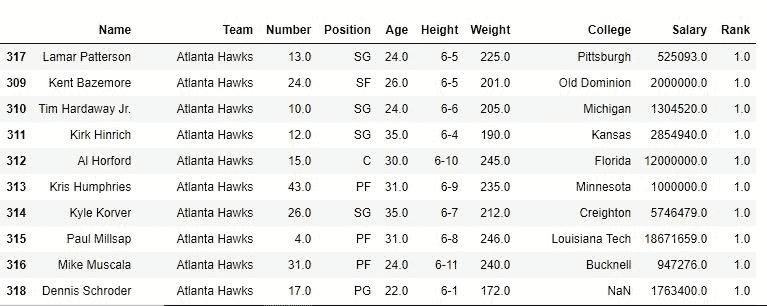 Name Team Number Position Age Height Weight College Salary Rank
317 Lamar Patterson Atlanta Hawks 13.0 SG 24.0 6-5 225.0 Pittsburgh 525093.0 1.0
309 Kent Bazemore Atlanta Hawks 24.0 SF 26.0 6-5 201.0 Old Dominion 2000000.0 1.0
310 Tim Hardaway Jr. Atlanta Hawks 10.0 SG 24.0 6-6 205.0 Michigan 1304520.0 1.0
311 Kirk Hinrich Atlanta Hawks 12.0 SG 35.0 6-4 190.0 Kansas 2854940.0 1.0
312 Al Horford Atlanta Hawks 15.0 C 30.0 6-10 245.0 Florida 12000000.0 1.0
313 Kris Humphries Atlanta Hawks 43.0 PF 31.0 6-9 235.0 Minnesota 1000000.0 1.0
314 Kyle Korver Atlanta Hawks 26.0 SG 35.0 6-7 212.0 Creighton 5746479.0 1.0
315 Paul Millsap Atlanta Hawks 4.0 PF 31.0 6-8 246.0 Louisiana Tech 18671659.0 1.0
316 Mike Muscala Atlanta Hawks 31.0 PF 24.0 6-11 240.0 Bucknell 947276.0 1.0
318 Dennis Schroder Atlanta Hawks 17.0 PG 22.0 6-1 172.0 NaN 1763400.0 1.0